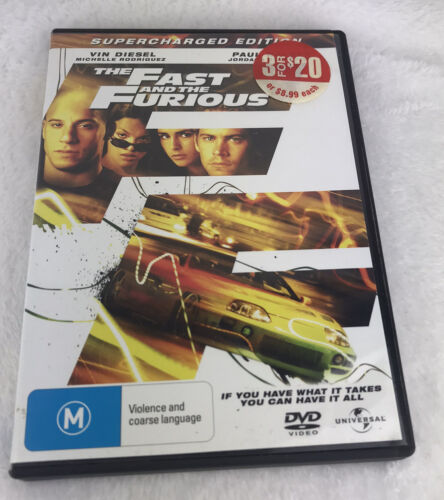 SUPERCHARGED EDITION
VIN DIESEL
MICHELLE RODRIGUEZ
PAUL
JORDA
3 FOR $20
or $8.99 each
THE FAST
AND THE
FURIOUS
IF YOU HAVE WHAT IT TAKES
YOU CAN HAVE IT ALL
M
Violence and
coarse language
DVD
VIDEO
UNIVERSAL